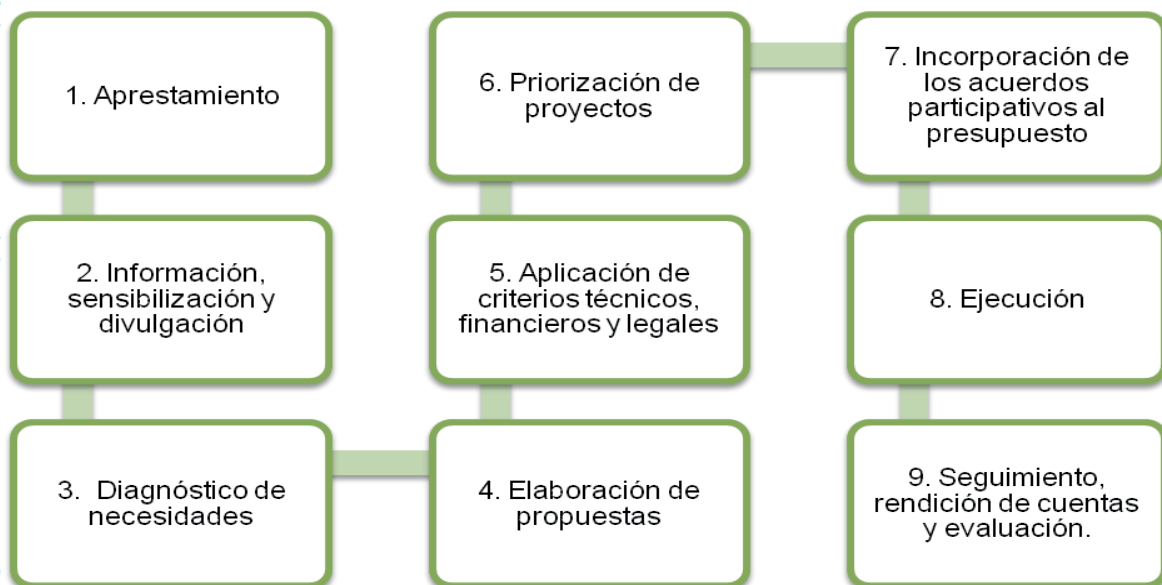 1. Aprestamiento
2. Información,
sensibilización y
divulgación
3. Diagnóstico de
necesidades
4. Elaboración de
propuestas
5. Aplicación de
criterios técnicos,
financieros y legales
6. Priorización de
proyectos
7. Incorporación de
los acuerdos
participativos al
presupuesto
8. Ejecución
9. Seguimiento,
rendición de cuentas
y evaluación.